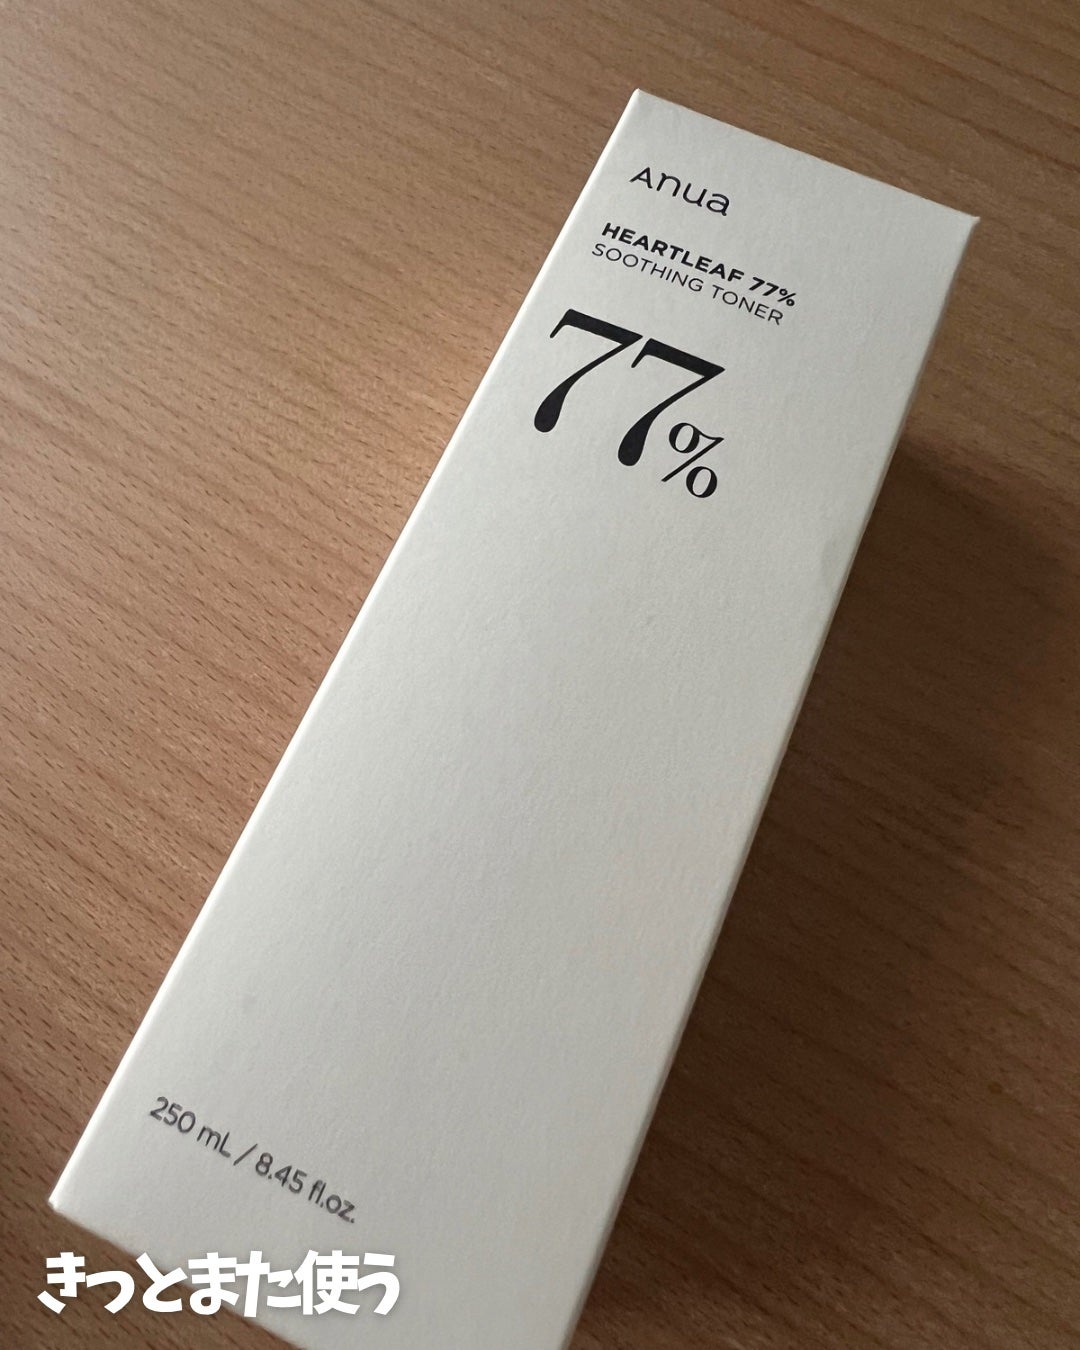 Anua
HEARTLEAF 77%
SOOTHING TONER
77%
250 mL / 8.45 fl.oz.
きっとまた使う